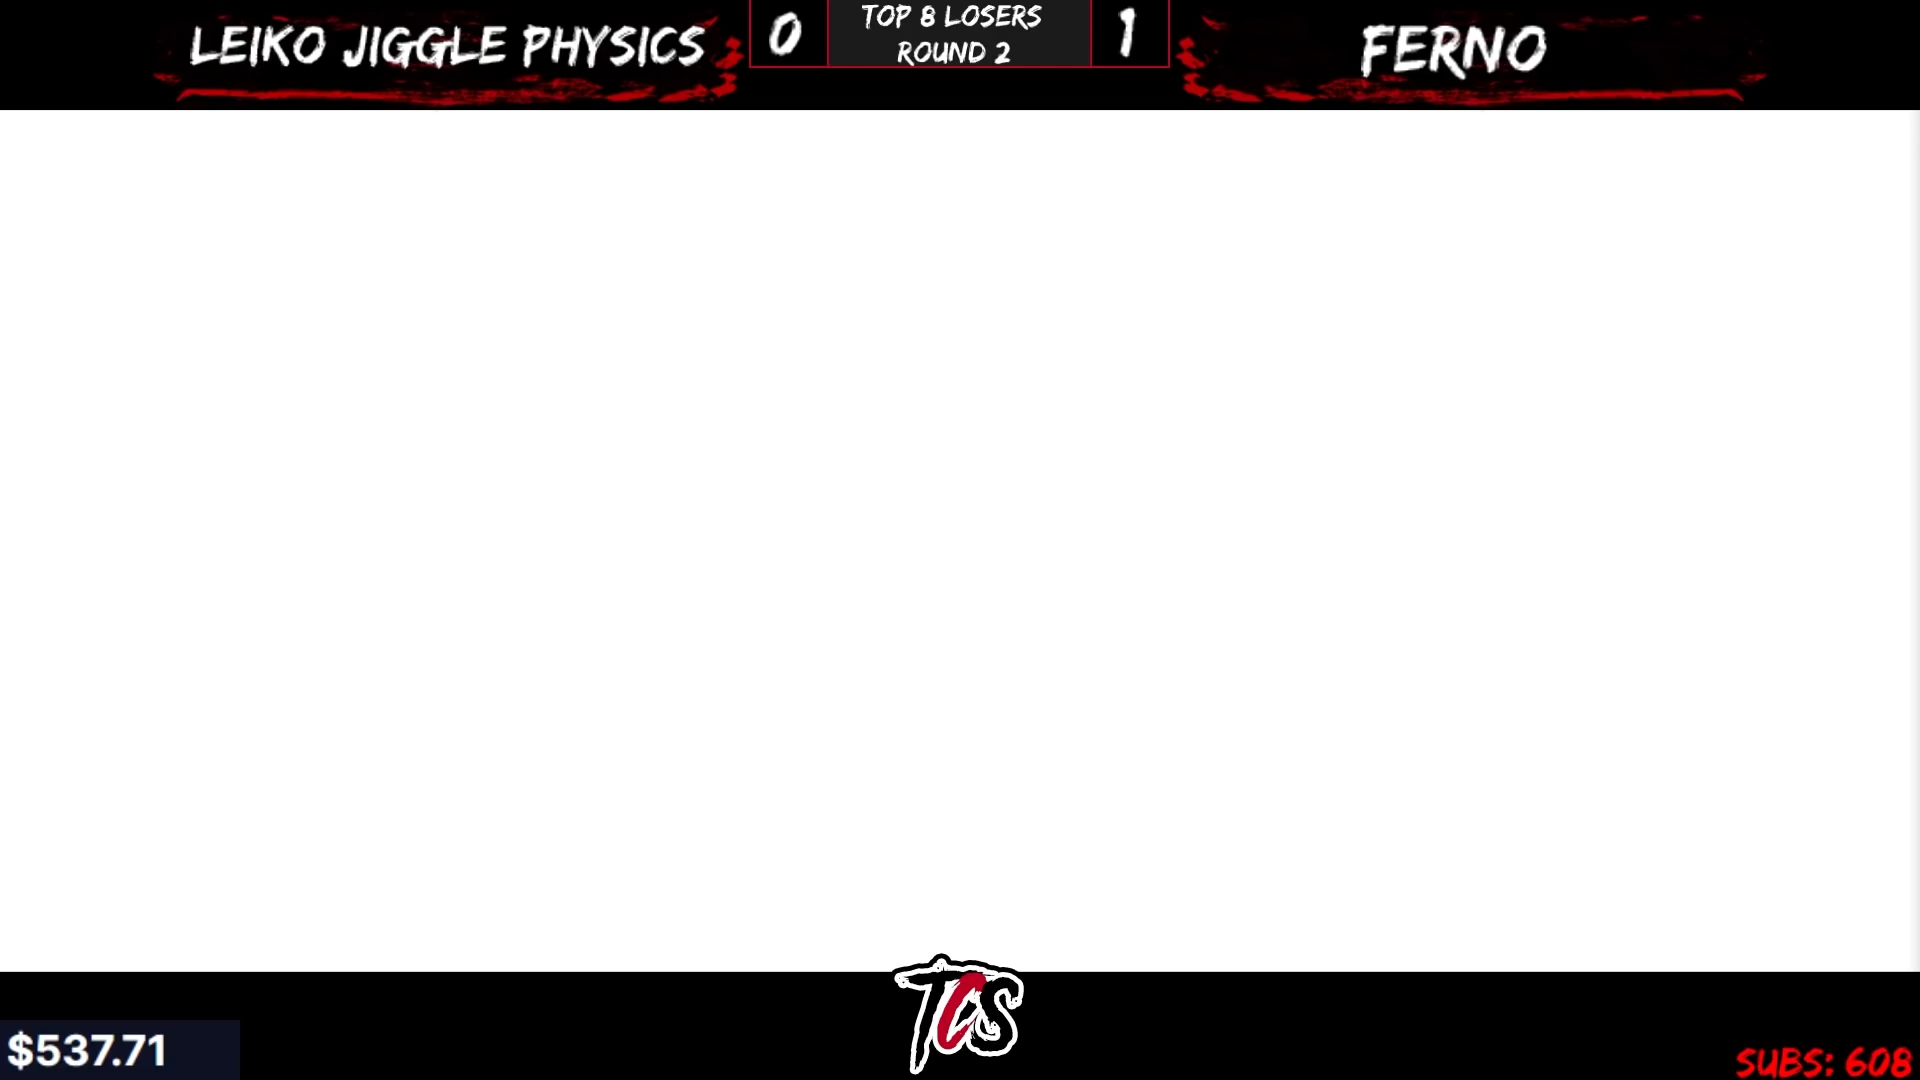 LEIKO JIGGLE PHYSICS
0
TOP 8 LOSERS
ROUND 2
1
FERNO
TCS
$537.71
SUBS: 608